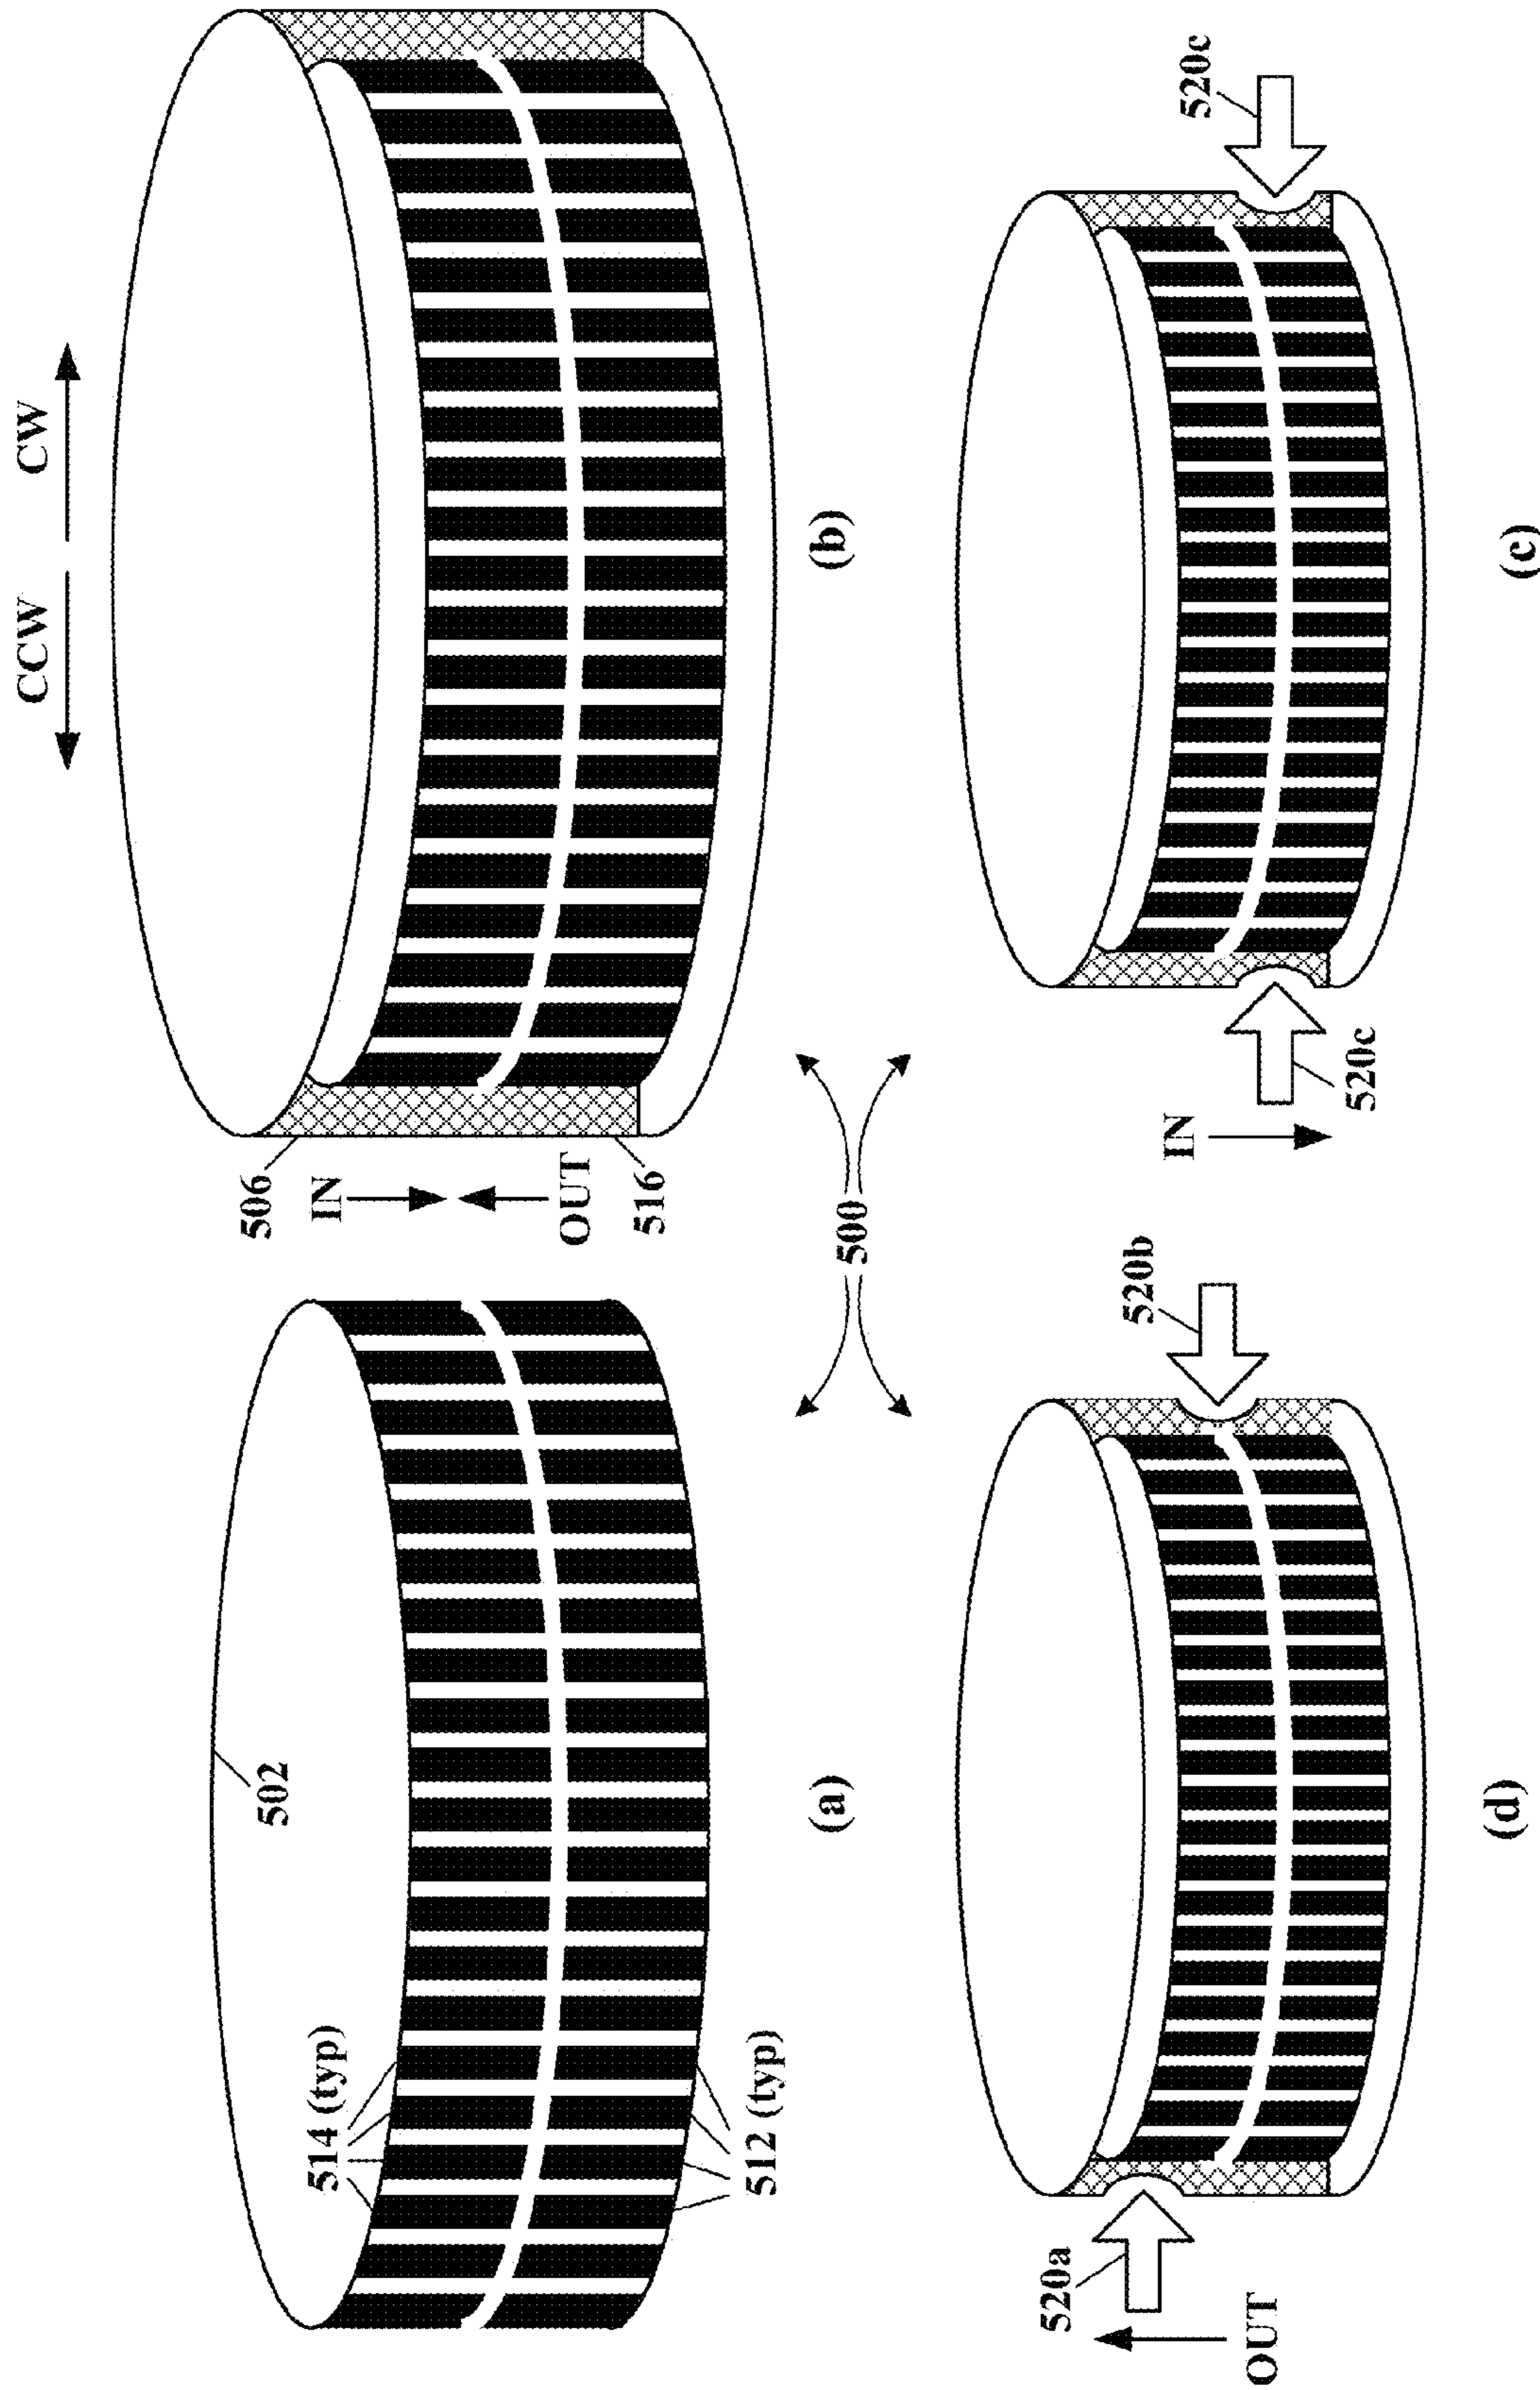 502
514 (typ)
512 (typ)
(a)
CCW CW
506
IN
OUT
516
(b)
500
520a
OUT
520b
(d)
IN
520c
520c
(c)